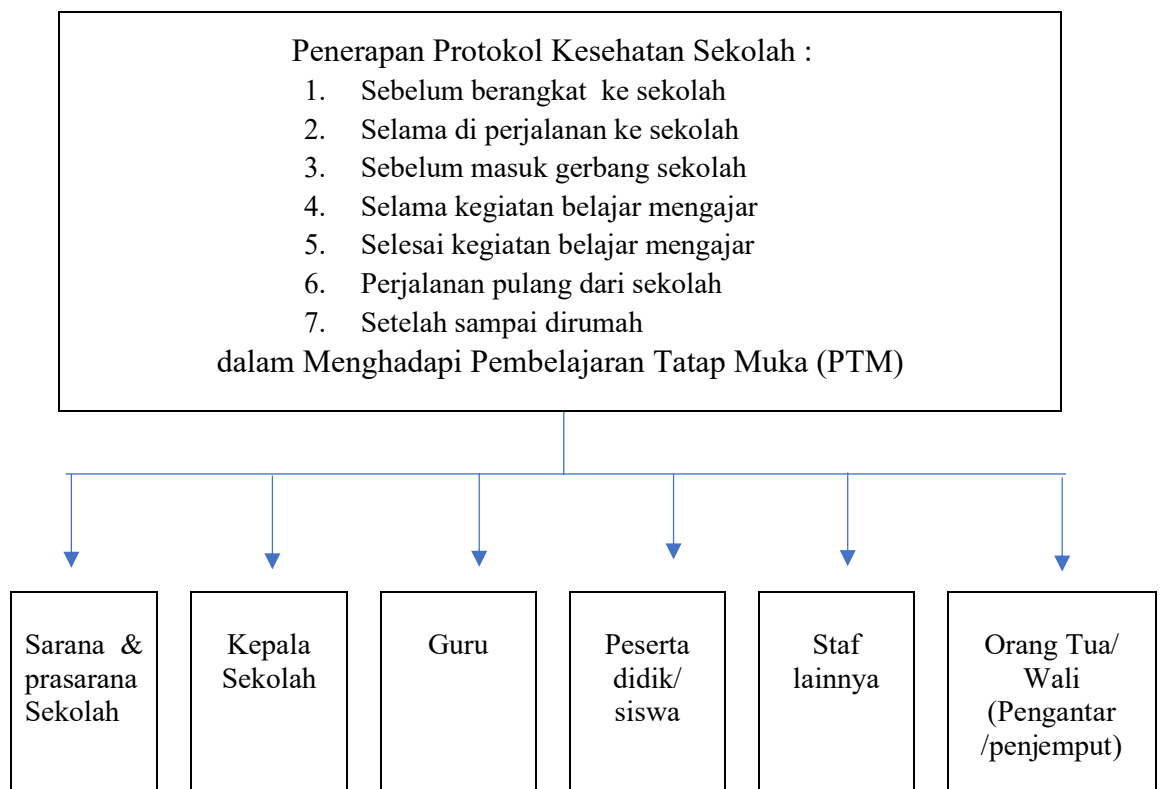 Penerapan Protokol Kesehatan Sekolah :
1. Sebelum berangkat ke sekolah
2. Selama di perjalanan ke sekolah
3. Sebelum masuk gerbang sekolah
4. Selama kegiatan belajar mengajar
5. Selesai kegiatan belajar mengajar
6. Perjalanan pulang dari sekolah
7. Setelah sampai dirumah
dalam Menghadapi Pembelajaran Tatap Muka (PTM)
Sarana &
prasarana
Sekolah
Kepala
Sekolah
Guru
Peserta
didik/
siswa
Staf
lainnya
Orang Tua/
Wali
(Pengantar
/penjemput)